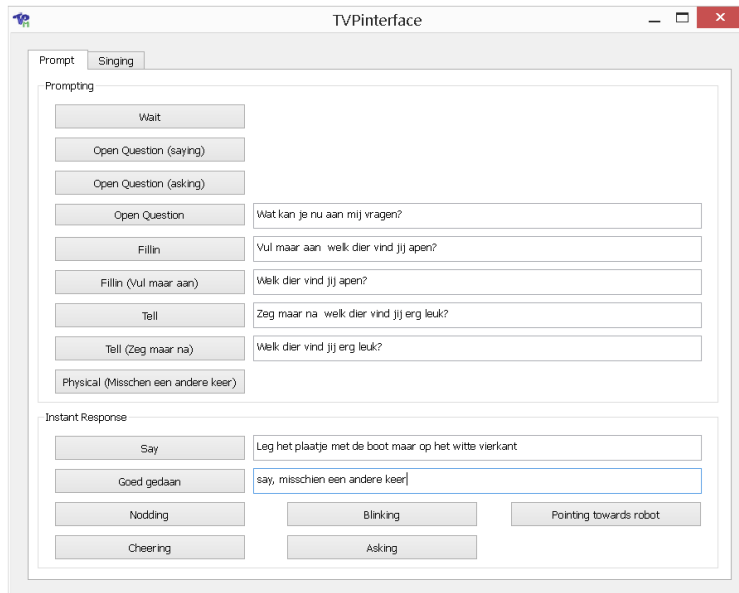 TVPinterface
Prompt Singing
Prompting
Wait
Open Question (saying)
Open Question (asking)
Open Question Wat kan je nu aan mij vragen?
Fillin Vul maar aan welk dier vind jij apen?
Fillin (Vul maar aan) Welk dier vind jij apen?
Tell Zeg maar na welk dier vind jij erg leuk?
Tell (Zeg maar na) Welk dier vind jij erg leuk?
Physical (Misschen een andere keer)
Instant Response
Say Leg het plaatje met de boot maar op het witte vierkant
Goed gedaan say, misschien een andere keer
Nodding Blinking Pointing towards robot
Cheering Asking